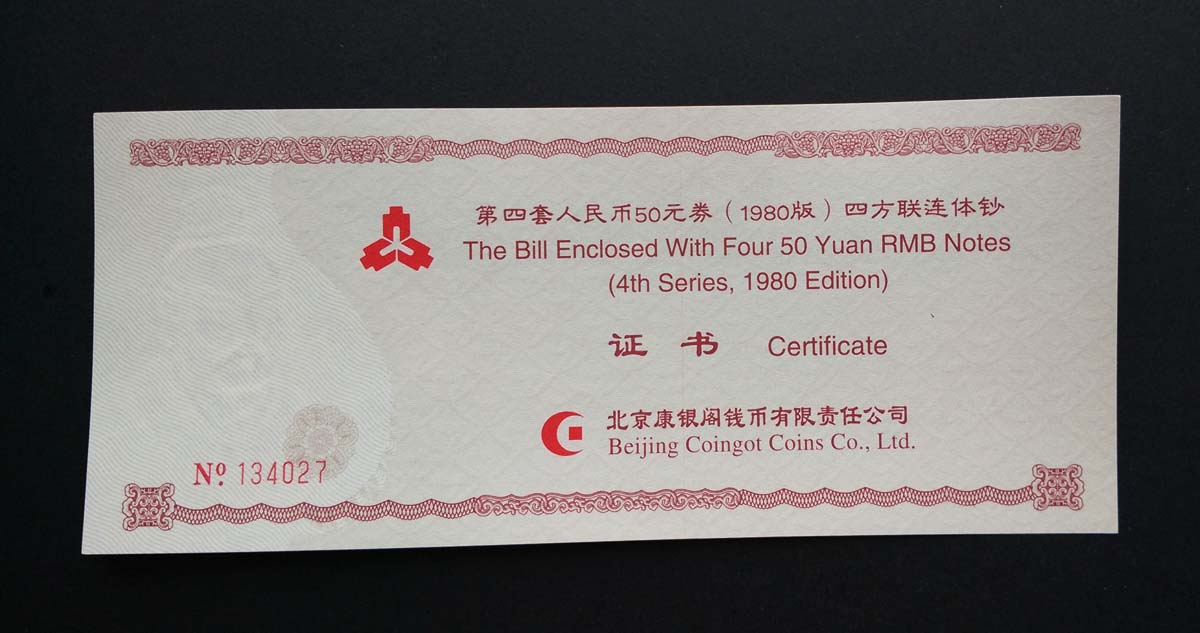 第四套人民币50元券（1980版）四方联连体钞
The Bill Enclosed With Four 50 Yuan RMB Notes
(4th Series, 1980 Edition)
证 书 Certificate
北京康银阁钱币有限责任公司
Beijing Coingot Coins Co., Ltd.
Nº 134027